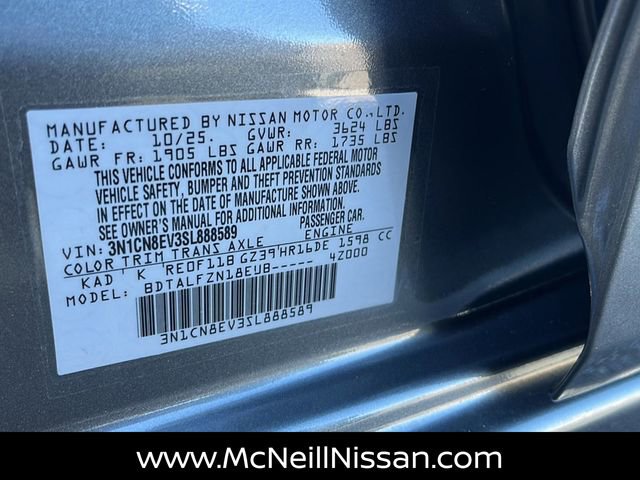 MANUFACTURED BY NISSAN MOTOR CO., LTD.
DATE: 10/25. GVWR: 3624 LBS
GAWR FR: 1905 LBS GAWR RR: 1735 LBS
THIS VEHICLE CONFORMS TO ALL APPLICABLE FEDERAL MOTOR
VEHICLE SAFETY, BUMPER AND THEFT PREVENTION STANDARDS
IN EFFECT ON THE DATE OF MANUFACTURE SHOWN ABOVE.
SEE OWNER'S MANUAL FOR ADDITIONAL INFORMATION.
VIN: 3N1CN8EV3SL888589 PASSENGER CAR.
COLOR TRIM TRANS AXLE ENGINE
KAD K RE0F11B GZ39 HR16DE 1598 CC
MODEL: BDTALFZN18EUB----- 4Z000
3N1CN8EV3SL888589
www.McNeillNissan.com